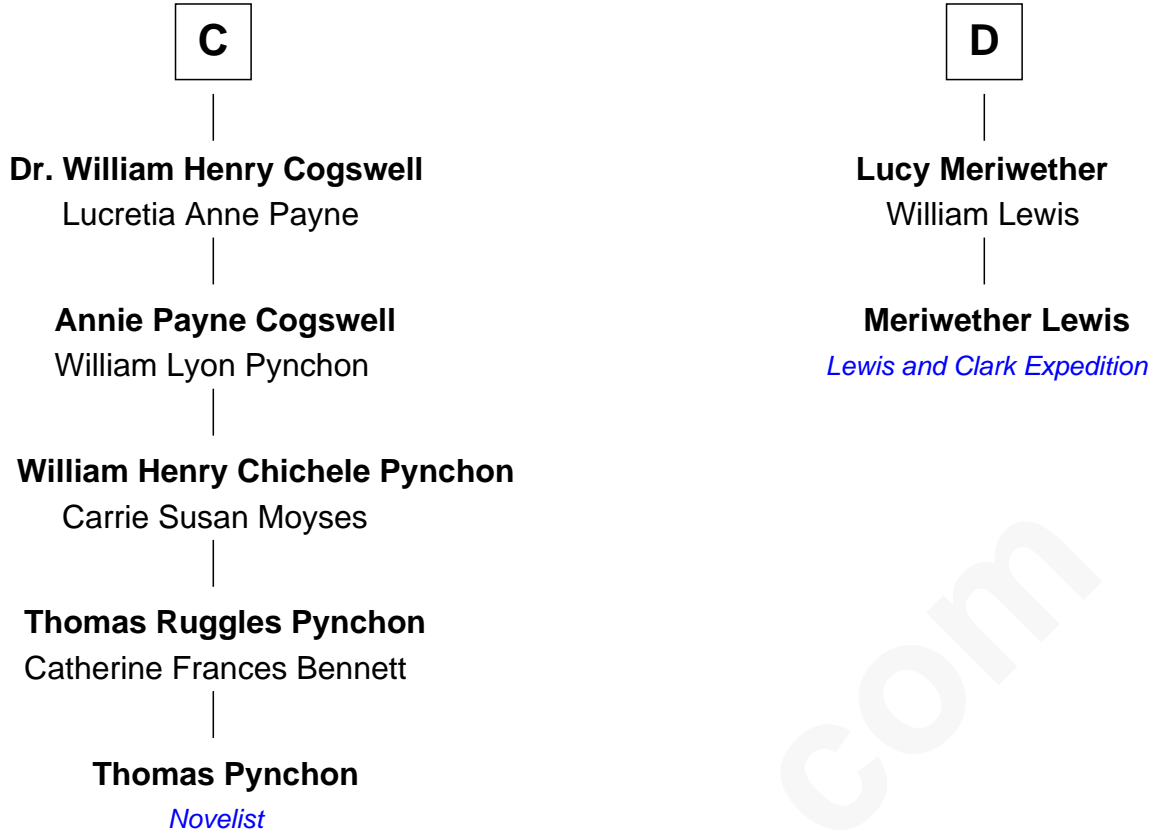 C
Dr. William Henry Cogswell
Lucretia Anne Payne
Annie Payne Cogswell
William Lyon Pynchon
William Henry Chichele Pynchon
Carrie Susan Moyses
Thomas Ruggles Pynchon
Catherine Frances Bennett
Thomas Pynchon
Novelist
D
Lucy Meriwether
William Lewis
Meriwether Lewis
Lewis and Clark Expedition
com